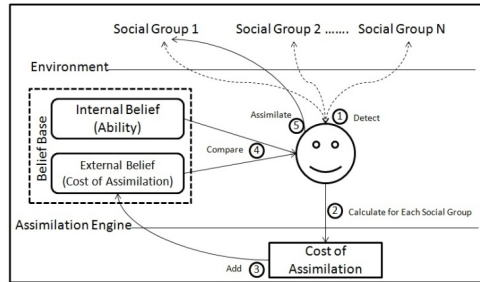 Social Group 1 Social Group 2 ....... Social Group N
Environment
Assimilate
5
1
Detect
Belief Base
Internal Belief
(Ability)
Compare
4
External Belief
(Cost of Assimilation)
2
Calculate for Each Social Group
Assimilation Engine
Add
3
Cost of
Assimilation